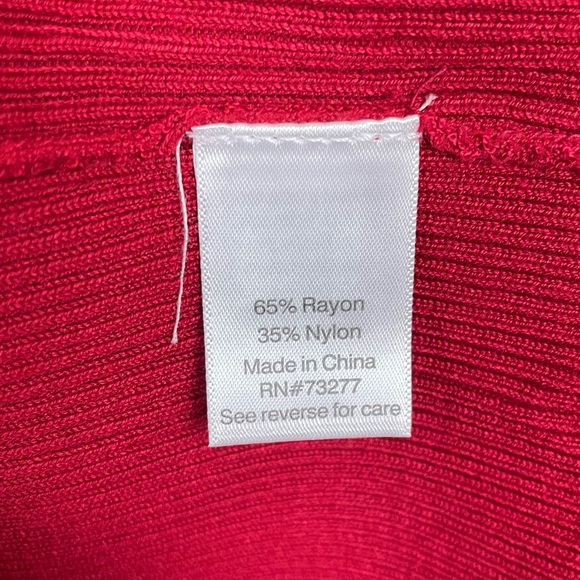 65% Rayon
35% Nylon
Made in China
RN#73277
See reverse for care